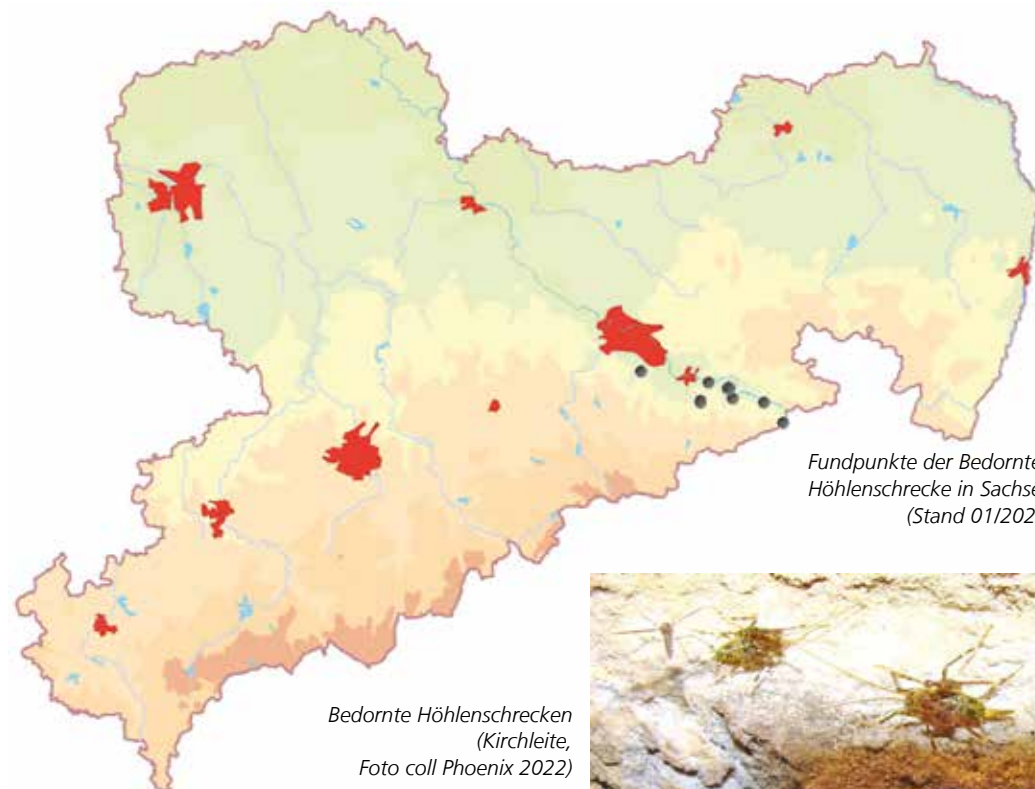 Fundpunkte der Bedornte
Höhlenschrecke in Sachse
(Stand 01/202
Bedornte Höhlenschrecken
(Kirchleite,
Foto coll Phoenix 2022)